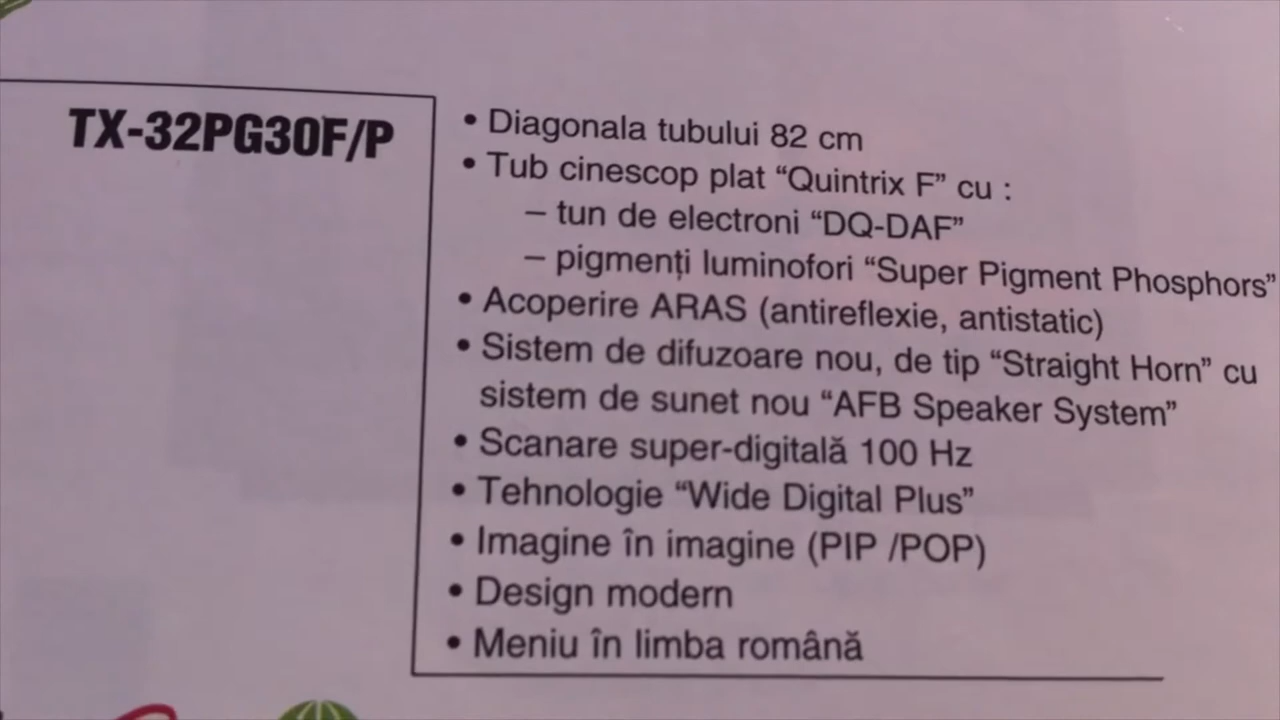 TX-32PG30F/P
• Diagonala tubului 82 cm
• Tub cinescop plat “Quintrix F” cu :
– tun de electroni “DQ-DAF”
– pigmenți luminofori “Super Pigment Phosphors”
• Acoperire ARAS (antireflexie, antistatic)
• Sistem de difuzoare nou, de tip “Straight Horn” cu
sistem de sunet nou “AFB Speaker System”
• Scanare super-digitală 100 Hz
• Tehnologie “Wide Digital Plus”
• Imagine în imagine (PIP /POP)
• Design modern
• Meniu în limba română